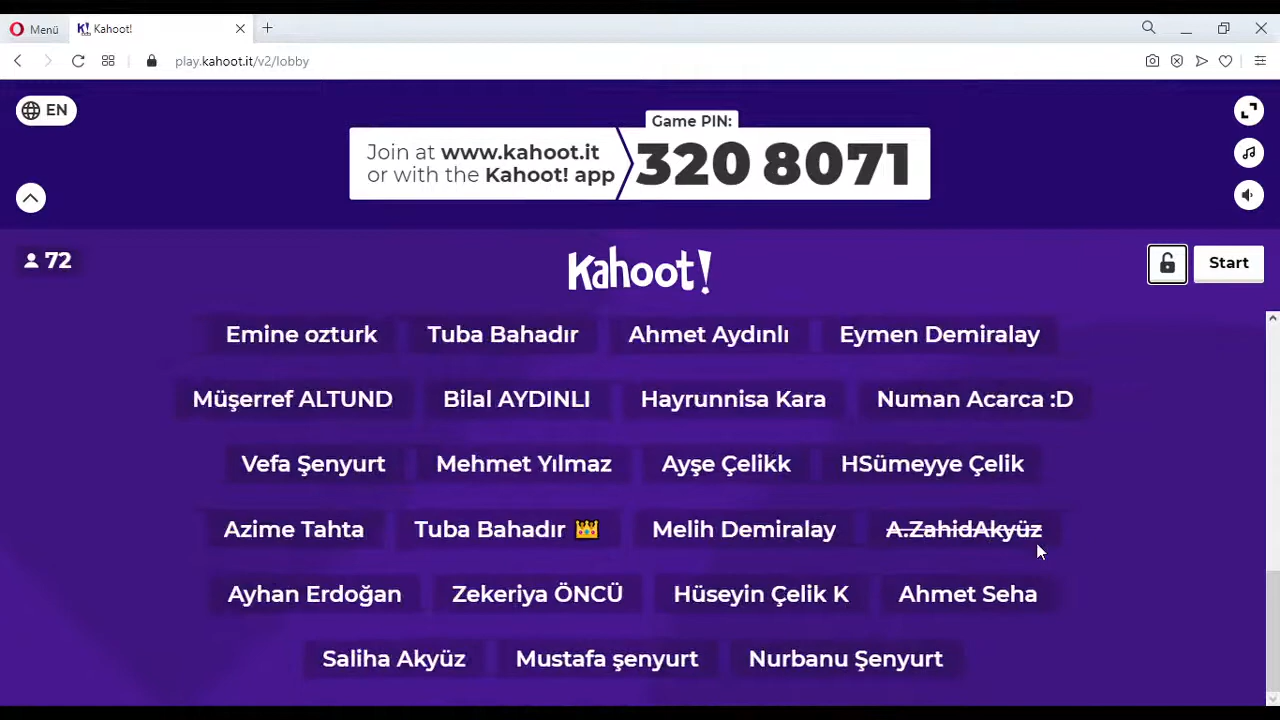 Menü
Kahoot!
play.kahoot.it/v2/lobby
EN
Game PIN:
Join at www.kahoot.it
or with the Kahoot! app
320 8071
72
Kahoot!
Start
Emine ozturk Tuba Bahadır Ahmet Aydınlı Eymen Demiralay
Müşerref ALTUND Bilal AYDINLI Hayrunnisa Kara Numan Acarca :D
Vefa Şenyurt Mehmet Yılmaz Ayşe Çelikk HSümeyye Çelik
Azime Tahta Tuba Bahadır 👑 Melih Demiralay A.ZahidAkyüz
Ayhan Erdoğan Zekeriya ÖNCÜ Hüseyin Çelik K Ahmet Seha
Saliha Akyüz Mustafa şenyurt Nurbanu Şenyurt